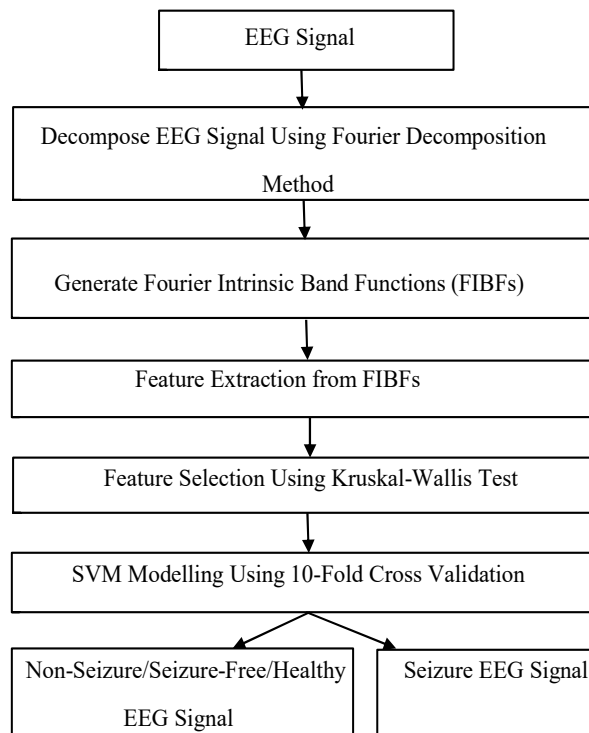 EEG Signal
Decompose EEG Signal Using Fourier Decomposition
Method
Generate Fourier Intrinsic Band Functions (FIBFs)
Feature Extraction from FIBFs
Feature Selection Using Kruskal-Wallis Test
SVM Modelling Using 10-Fold Cross Validation
Non-Seizure/Seizure-Free/Healthy
EEG Signal
Seizure EEG Signal